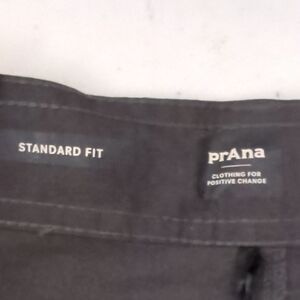 STANDARD FIT
prAna
CLOTHING FOR
POSITIVE CHANGE